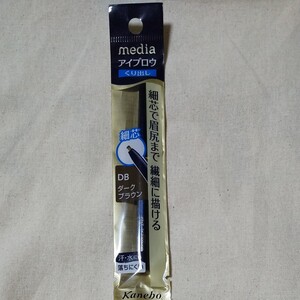 media
アイブロウ
くり出し
細芯で眉尻まで 繊細に描ける
細芯
DB
ダーク
ブラウン
汗・水に
落ちにくい
Kanebo